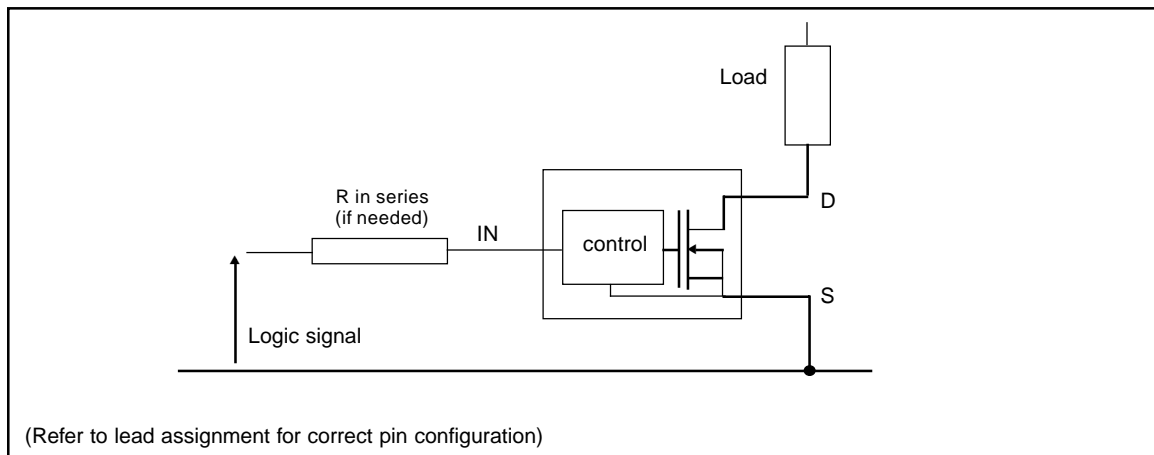 Load
R in series
(if needed)
IN
D
control
S
Logic signal
(Refer to lead assignment for correct pin configuration)